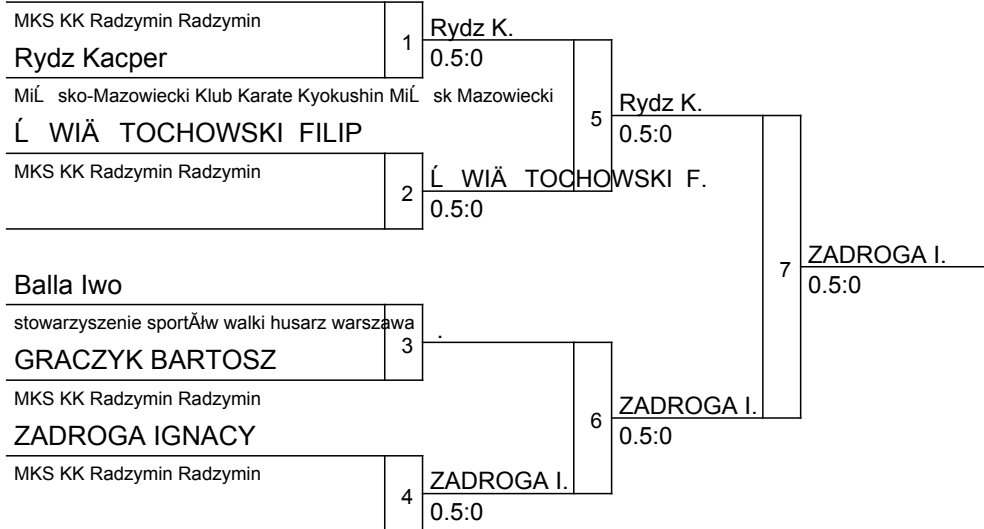 MKS KK Radzymin Radzymin
Rydz Kacper
1
Rydz K.
0.5:0
MiĹ sko-Mazowiecki Klub Karate Kyokushin MiĹ sk Mazowiecki
Ĺ WIÄ TOCHOWSKI FILIP
5
Rydz K.
0.5:0
MKS KK Radzymin Radzymin
2
Ĺ WIÄ TOCHOWSKI F.
0.5:0
7
ZADROGA I.
0.5:0
Balla Iwo
stowarzyszenie sportĂłw walki husarz warszawa
3
.
GRACZYK BARTOSZ
MKS KK Radzymin Radzymin
6
ZADROGA I.
0.5:0
ZADROGA IGNACY
MKS KK Radzymin Radzymin
4
ZADROGA I.
0.5:0